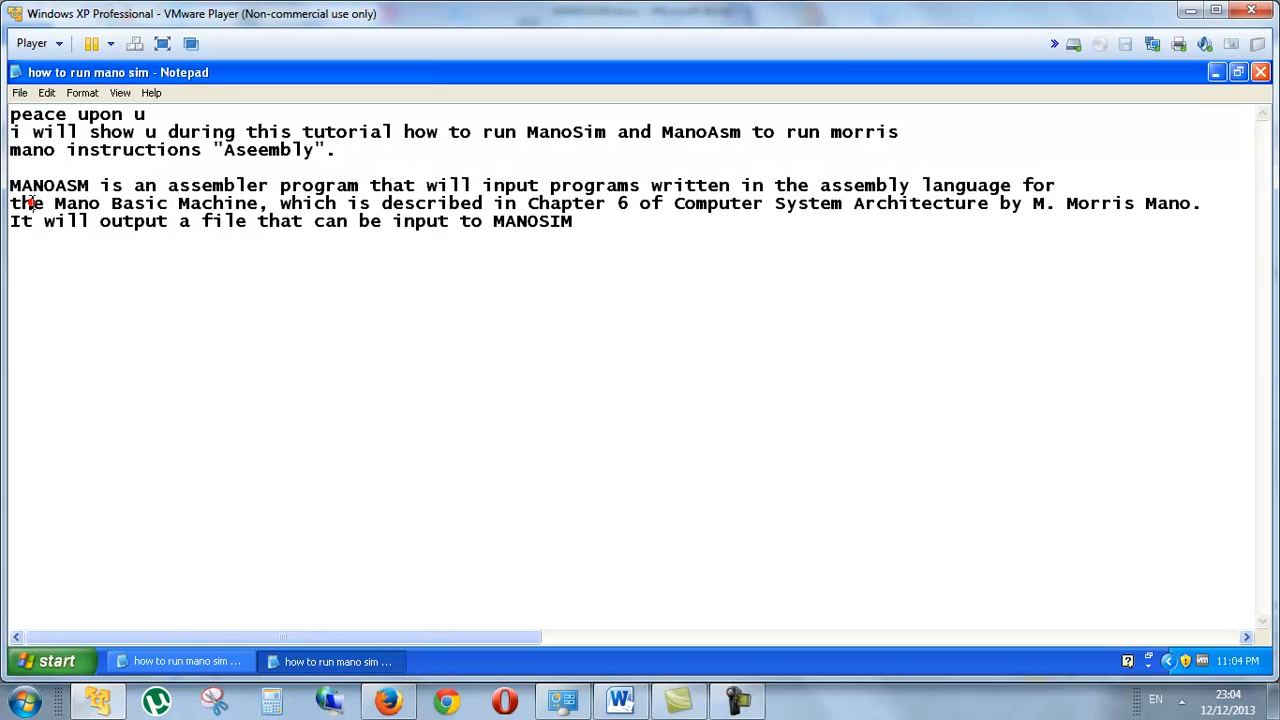 Windows XP Professional - VMware Player (Non-commercial use only)
Player
how to run mano sim - Notepad
File Edit Format View Help
peace upon u
i will show u during this tutorial how to run ManoSim and ManoAsm to run morris
mano instructions "Aseembly".
MANOASM is an assembler program that will input programs written in the assembly language for
the Mano Basic Machine, which is described in Chapter 6 of Computer System Architecture by M. Morris Mano.
It will output a file that can be input to MANOSIM
start how to run mano sim ... how to run mano sim ... 11:04 PM
EN 23:04
12/12/2013